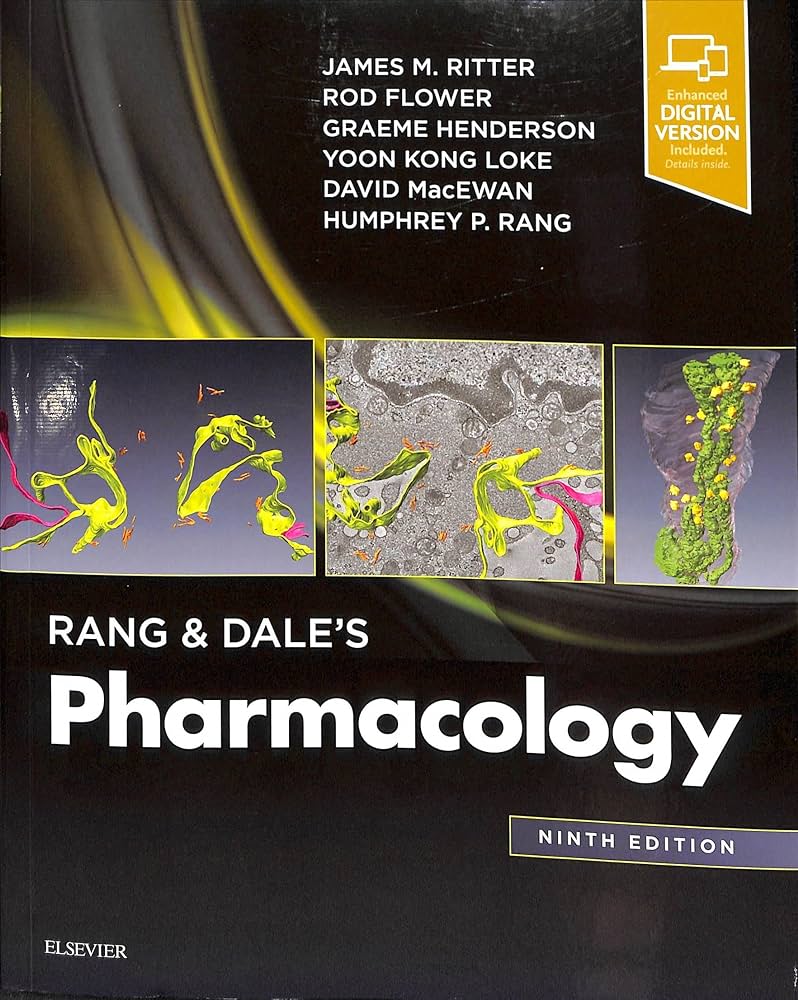 JAMES M. RITTER
ROD FLOWER
GRAEME HENDERSON
YOON KONG LOKE
DAVID MacEWAN
HUMPHREY P. RANG
Enhanced
DIGITAL
VERSION
Included.
Details inside.
RANG & DALE'S
Pharmacology
NINTH EDITION
ELSEVIER